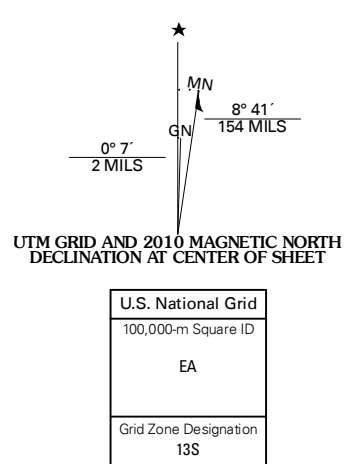 MN
8° 41´
154 MILS
GN
0° 7´
2 MILS
UTM GRID AND 2010 MAGNETIC NORTH
DECLINATION AT CENTER OF SHEET
U.S. National Grid
100,000-m Square ID
EA
Grid Zone Designation
13S